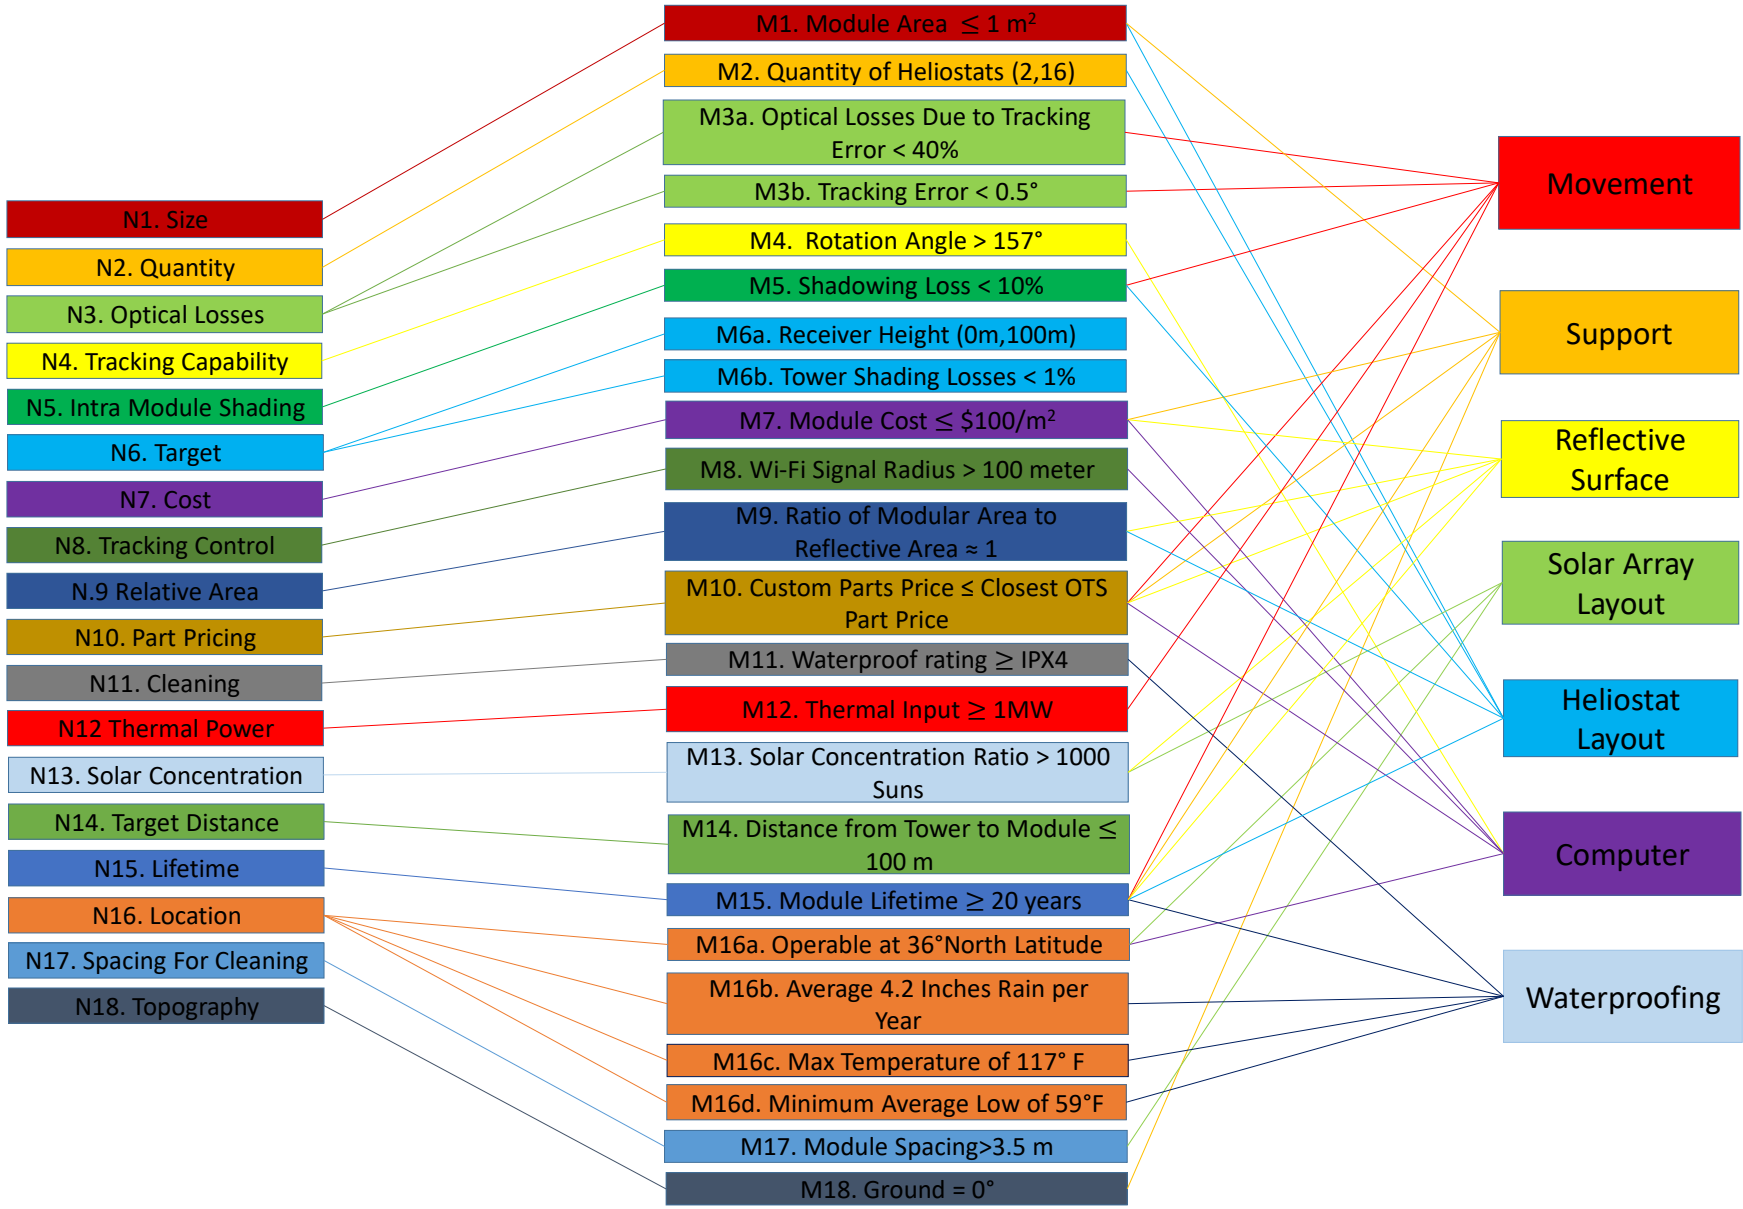 N1. Size
N2. Quantity
N3. Optical Losses
N4. Tracking Capability
N5. Intra Module Shading
N6. Target
N7. Cost
N8. Tracking Control
N.9 Relative Area
N10. Part Pricing
N11. Cleaning
N12 Thermal Power
N13. Solar Concentration
N14. Target Distance
N15. Lifetime
N16. Location
N17. Spacing For Cleaning
N18. Topography
M1. Module Area ≤ 1 m²
M2. Quantity of Heliostats (2,16)
M3a. Optical Losses Due to Tracking
Error < 40%
M3b. Tracking Error < 0.5°
M4. Rotation Angle > 157°
M5. Shadowing Loss < 10%
M6a. Receiver Height (0m,100m)
M6b. Tower Shading Losses < 1%
M7. Module Cost ≤ $100/m²
M8. Wi-Fi Signal Radius > 100 meter
M9. Ratio of Modular Area to
Reflective Area ≈ 1
M10. Custom Parts Price ≤ Closest OTS
Part Price
M11. Waterproof rating ≥ IPX4
M12. Thermal Input ≥ 1MW
M13. Solar Concentration Ratio > 1000
Suns
M14. Distance from Tower to Module ≤
100 m
M15. Module Lifetime ≥ 20 years
M16a. Operable at 36°North Latitude
M16b. Average 4.2 Inches Rain per
Year
M16c. Max Temperature of 117° F
M16d. Minimum Average Low of 59°F
M17. Module Spacing>3.5 m
M18. Ground = 0°
Movement
Support
Reflective
Surface
Solar Array
Layout
Heliostat
Layout
Computer
Waterproofing